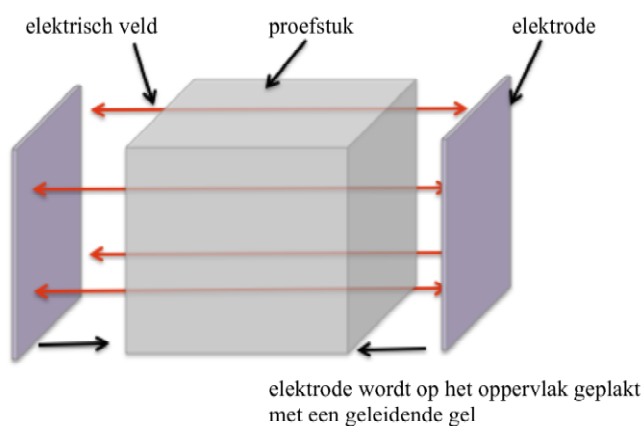 elektrisch veld
proefstuk
elektrode
elektrode wordt op het oppervlak geplakt
met een geleidende gel